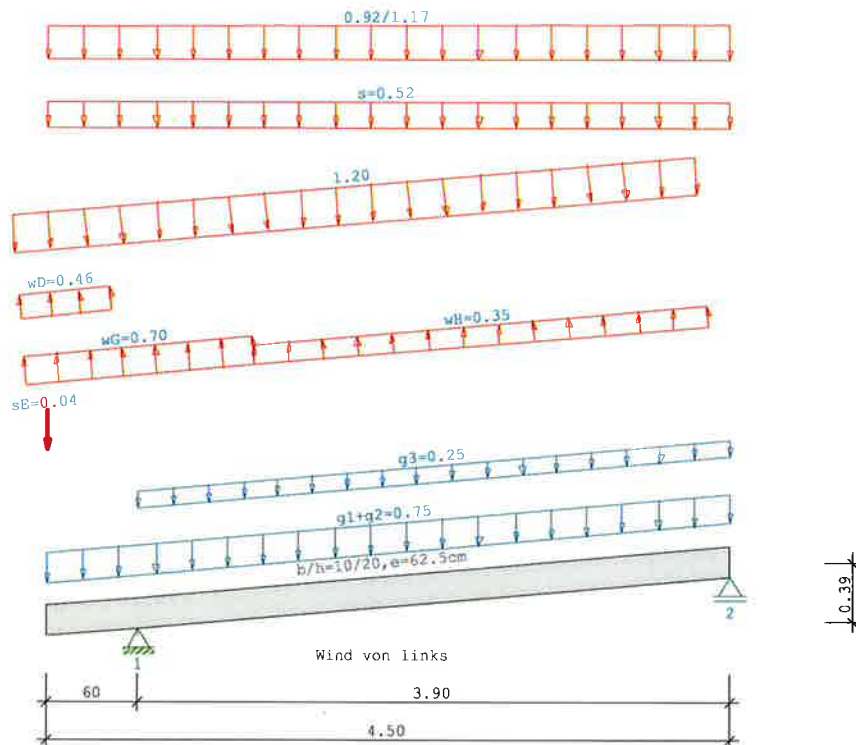 0.92/1.17
s=0.52
1.20
wD=0.46
wG=0.70
wH=0.35
sE=0.04
g3=0.25
g1+g2=0.75
b/h=10/20,e=62.5cm
1
2
0.39
Wind von links
60
3.90
4.50